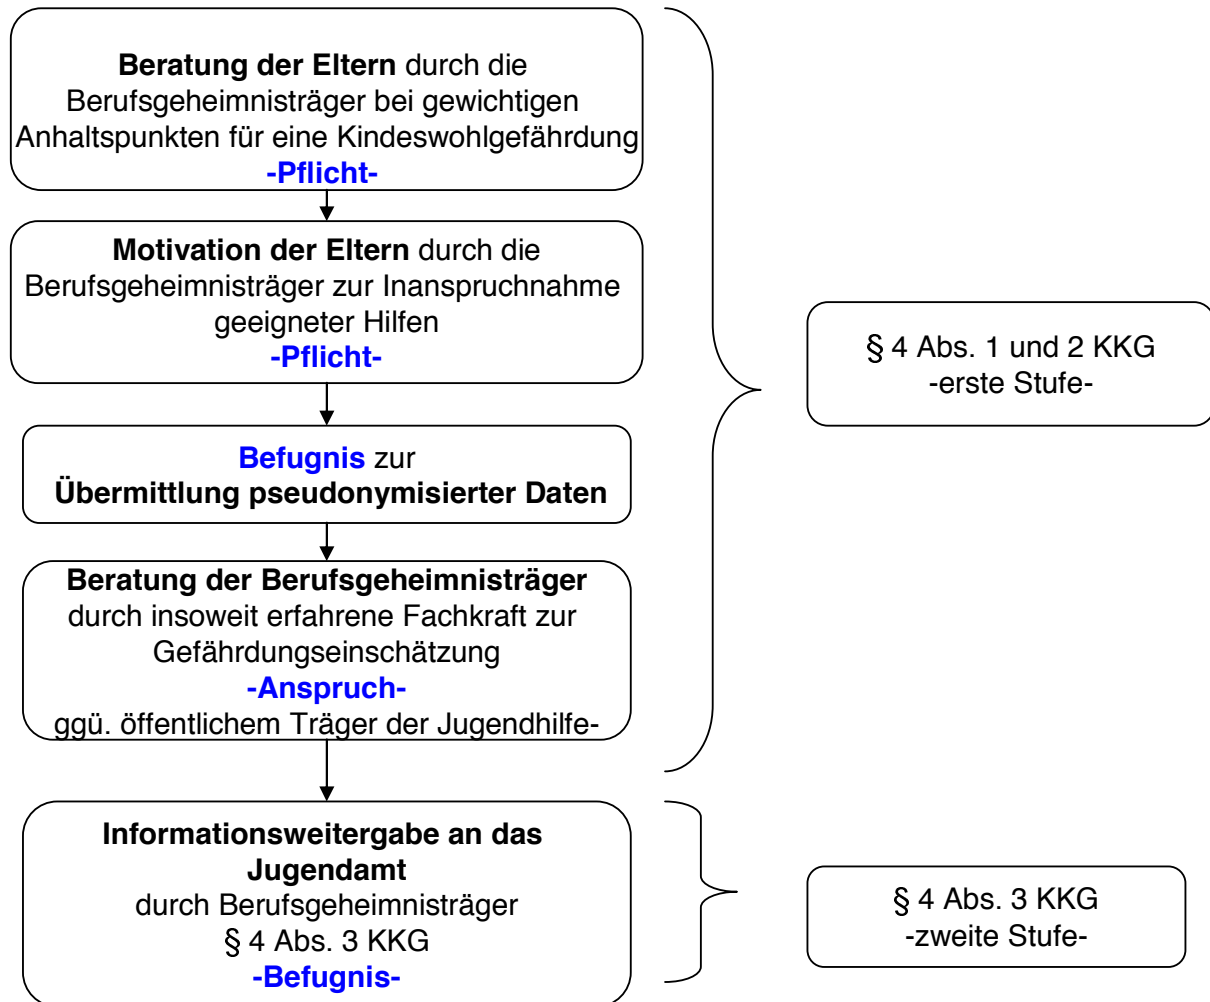 Beratung der Eltern durch die
Berufsgeheimnisträger bei gewichtigen
Anhaltspunkten für eine Kindeswohlgefährdung
-Pflicht-
Motivation der Eltern durch die
Berufsgeheimnisträger zur Inanspruchnahme
geeigneter Hilfen
-Pflicht-
Befugnis zur
Übermittlung pseudonymisierter Daten
Beratung der Berufsgeheimnisträger
durch insoweit erfahrene Fachkraft zur
Gefährdungseinschätzung
-Anspruch-
ggü. öffentlichem Träger der Jugendhilfe-
§ 4 Abs. 1 und 2 KKG
-erste Stufe-
Informationsweitergabe an das
Jugendamt
durch Berufsgeheimnisträger
§ 4 Abs. 3 KKG
-Befugnis-
§ 4 Abs. 3 KKG
-zweite Stufe-